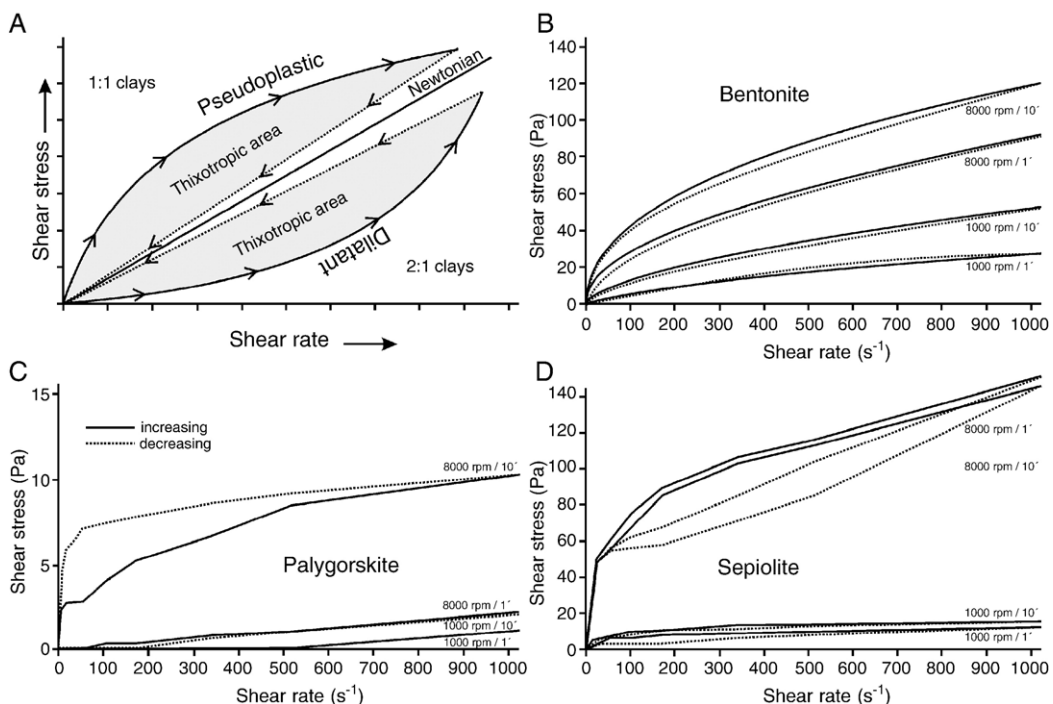 A
1:1 clays
Pseudoplastic
Newtonian
Thixotropic area
Thixotropic area
Dilatant
2:1 clays
Shear stress
Shear rate
B
140
120
100
80
60
40
20
0
Shear stress (Pa)
Bentonite
8000 rpm / 10´
8000 rpm / 1´
1000 rpm / 10´
1000 rpm / 1´
0 100 200 300 400 500 600 700 800 900 1000
Shear rate (s-1)
C
15
10
5
0
Shear stress (Pa)
increasing
decreasing
8000 rpm / 10´
Palygorskite
8000 rpm / 1´
1000 rpm / 10´
1000 rpm / 1´
0 100 200 300 400 500 600 700 800 900 1000
Shear rate (s-1)
D
140
120
100
80
60
40
20
0
Shear stress (Pa)
8000 rpm / 1´
8000 rpm / 10´
Sepiolite
1000 rpm / 10´
1000 rpm / 1´
0 100 200 300 400 500 600 700 800 900 1000
Shear rate (s-1)